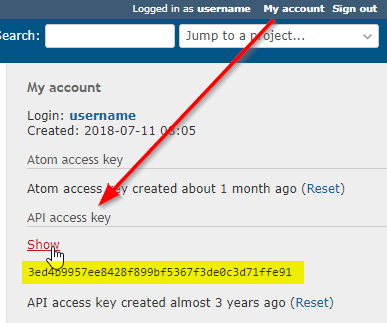 Logged in as username My account Sign out
Search: Jump to a project...
My account
Login: username
Created: 2018-07-11 08:05
Atom access key
Atom access key created about 1 month ago (Reset)
API access key
Show
3ed4b9957ee8428f899bf5367f3de0c3d71ffe91
API access key created almost 3 years ago (Reset)